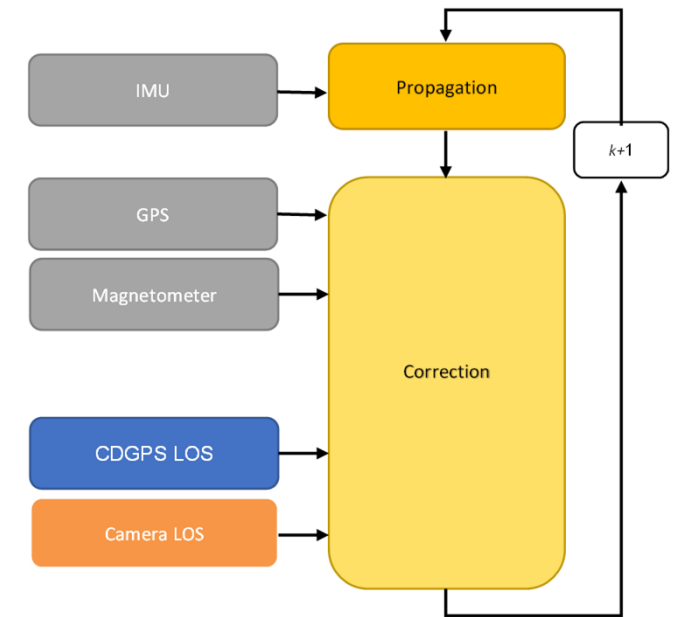 IMU
Propagation
k+1
GPS
Magnetometer
Correction
CDGPS LOS
Camera LOS